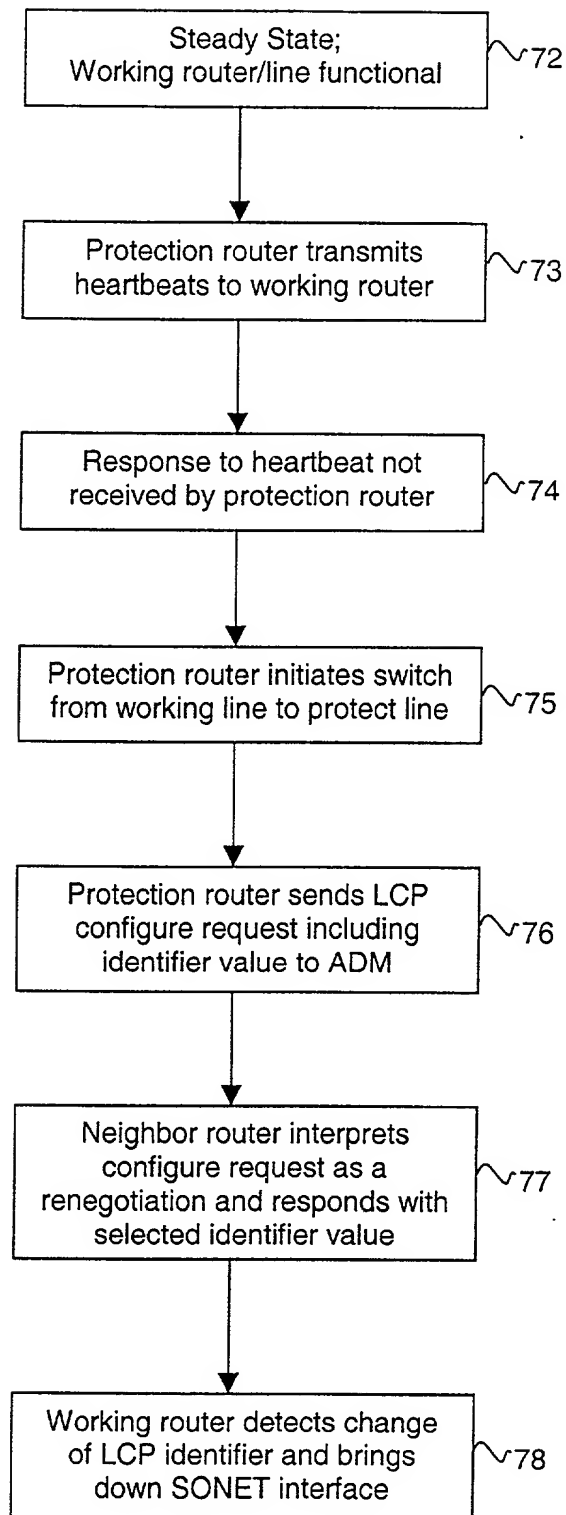 Steady State;
Working router/line functional
72
Protection router transmits
heartbeats to working router
73
Response to heartbeat not
received by protection router
74
Protection router initiates switch
from working line to protect line
75
Protection router sends LCP
configure request including
identifier value to ADM
76
Neighbor router interprets
configure request as a
renegotiation and responds with
selected identifier value
77
Working router detects change
of LCP identifier and brings
down SONET interface
78